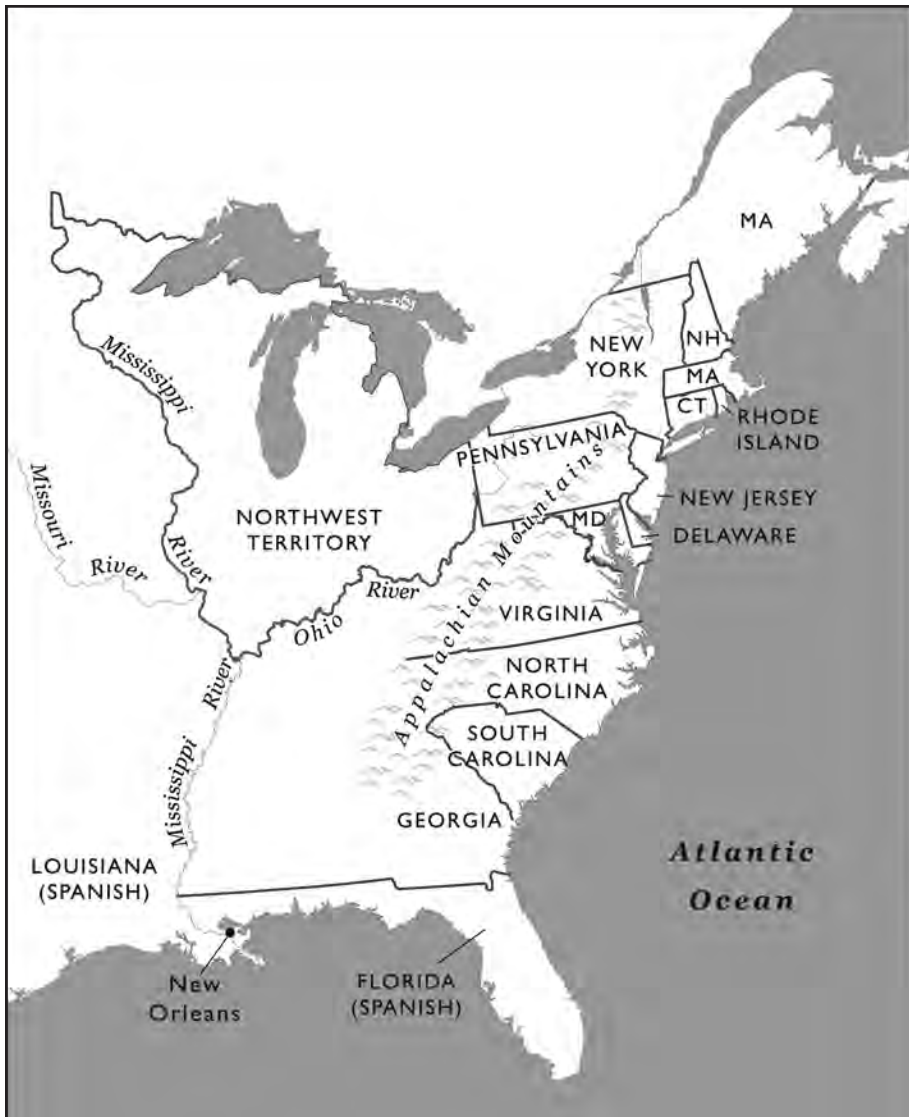 MA
NH
NEW
YORK
MA
CT
RHODE
ISLAND
Mississippi
River
PENNSYLVANIA
NEW JERSEY
Missouri
River
NORTHWEST
TERRITORY
MD
DELAWARE
Appalachian Mountains
Ohio
River
VIRGINIA
NORTH
CAROLINA
Mississippi
River
SOUTH
CAROLINA
GEORGIA
LOUISIANA
(SPANISH)
Atlantic
Ocean
New
Orleans
FLORIDA
(SPANISH)